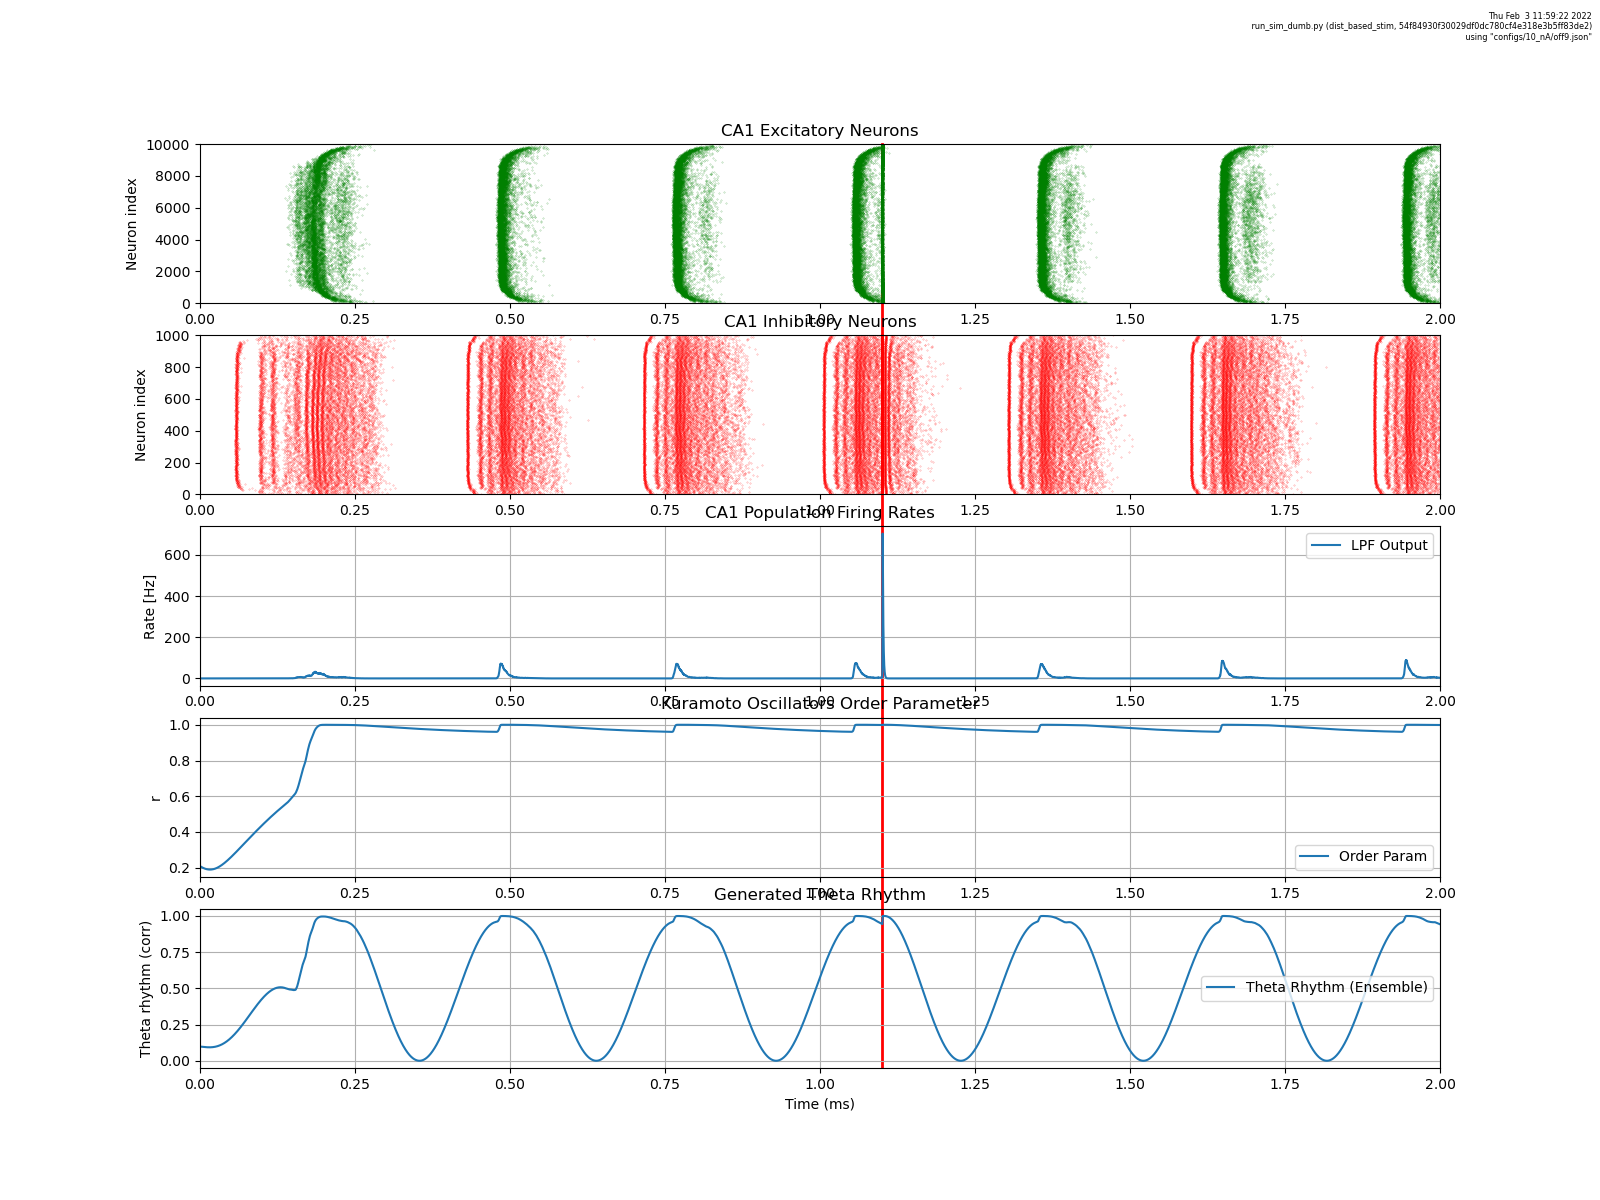 Thu Feb  3 11:59:22 2022
run_sim_dumb.py (dist_based_stim, 54f84930f30029df0dc780cf4e318e3b5ff83de2)
using "configs/10_nA/off9.json"
CA1 Excitatory Neurons
Neuron index
10000
8000
6000
4000
2000
0
0.00 0.25 0.50 0.75 1.00 1.25 1.50 1.75 2.00
CA1 Inhibitory Neurons
Neuron index
1000
800
600
400
200
0
0.00 0.25 0.50 0.75 1.00 1.25 1.50 1.75 2.00
CA1 Population Firing Rates
Rate [Hz]
600
400
200
0
LPF Output
0.00 0.25 0.50 0.75 1.00 1.25 1.50 1.75 2.00
Kuramoto Oscillators Order Parameter
r
1.0
0.8
0.6
0.4
0.2
Order Param
0.00 0.25 0.50 0.75 1.00 1.25 1.50 1.75 2.00
Generated Theta Rhythm
Theta rhythm (corr)
1.00
0.75
0.50
0.25
0.00
Theta Rhythm (Ensemble)
0.00 0.25 0.50 0.75 1.00 1.25 1.50 1.75 2.00
Time (ms)